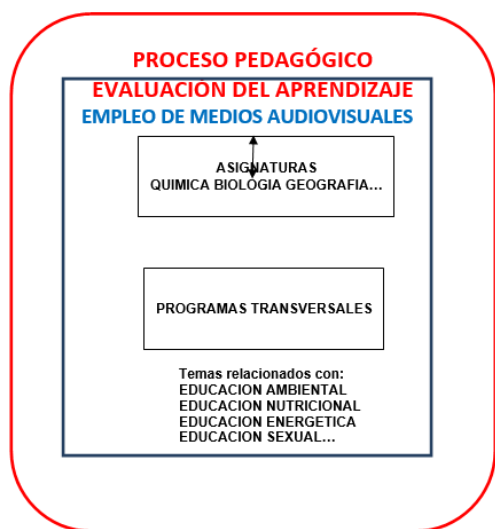 PROCESO PEDAGÓGICO
EVALUACIÓN DEL APRENDIZAJE
EMPLEO DE MEDIOS AUDIOVISUALES
ASIGNATURAS
QUIMICA BIOLOGIA GEOGRAFIA...
PROGRAMAS TRANSVERSALES
Temas relacionados con:
EDUCACION AMBIENTAL
EDUCACION NUTRICIONAL
EDUCACION ENERGETICA
EDUCACION SEXUAL...